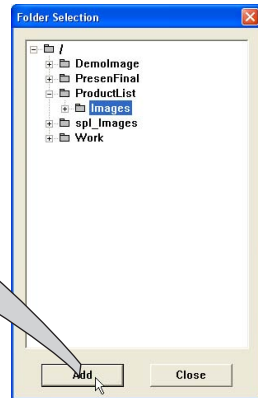 Folder Selection
/
DemoImage
PresenFinal
ProductList
Images
spl_Images
Work
Add
Close